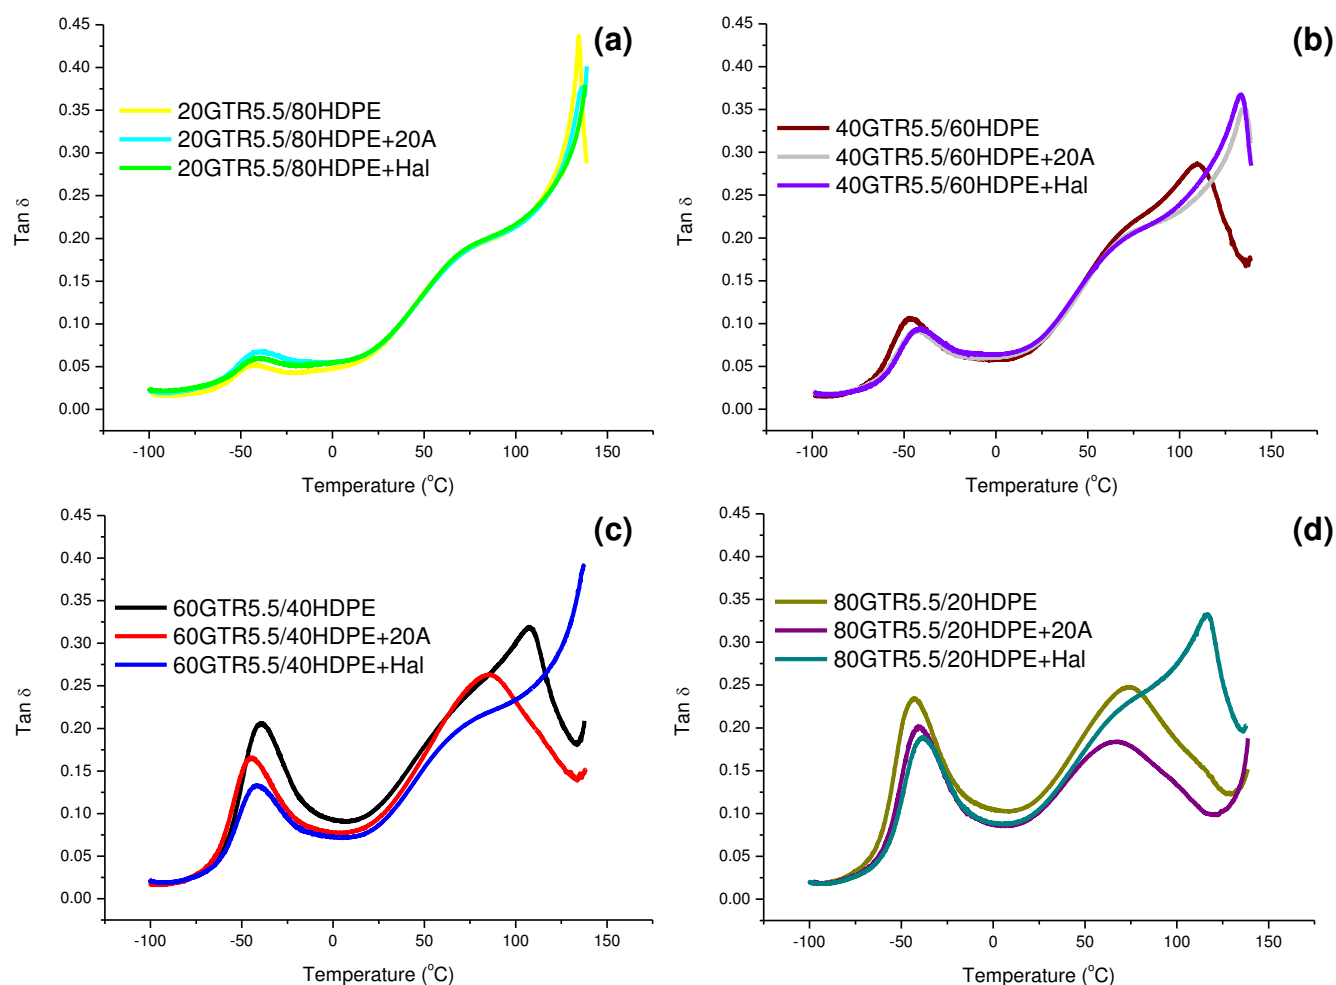 (a)
0.45
0.40
0.35
0.30
0.25
0.20
0.15
0.10
0.05
0.00
Tan δ
20GTR5.5/80HDPE
20GTR5.5/80HDPE+20A
20GTR5.5/80HDPE+Hal
-100
-50
0
50
100
150
Temperature (°C)
(b)
0.45
0.40
0.35
0.30
0.25
0.20
0.15
0.10
0.05
0.00
Tan δ
40GTR5.5/60HDPE
40GTR5.5/60HDPE+20A
40GTR5.5/60HDPE+Hal
-100
-50
0
50
100
150
Temperature (°C)
(c)
0.45
0.40
0.35
0.30
0.25
0.20
0.15
0.10
0.05
0.00
Tan δ
60GTR5.5/40HDPE
60GTR5.5/40HDPE+20A
60GTR5.5/40HDPE+Hal
-100
-50
0
50
100
150
Temperature (°C)
(d)
0.45
0.40
0.35
0.30
0.25
0.20
0.15
0.10
0.05
0.00
Tan δ
80GTR5.5/20HDPE
80GTR5.5/20HDPE+20A
80GTR5.5/20HDPE+Hal
-100
-50
0
50
100
150
Temperature (°C)